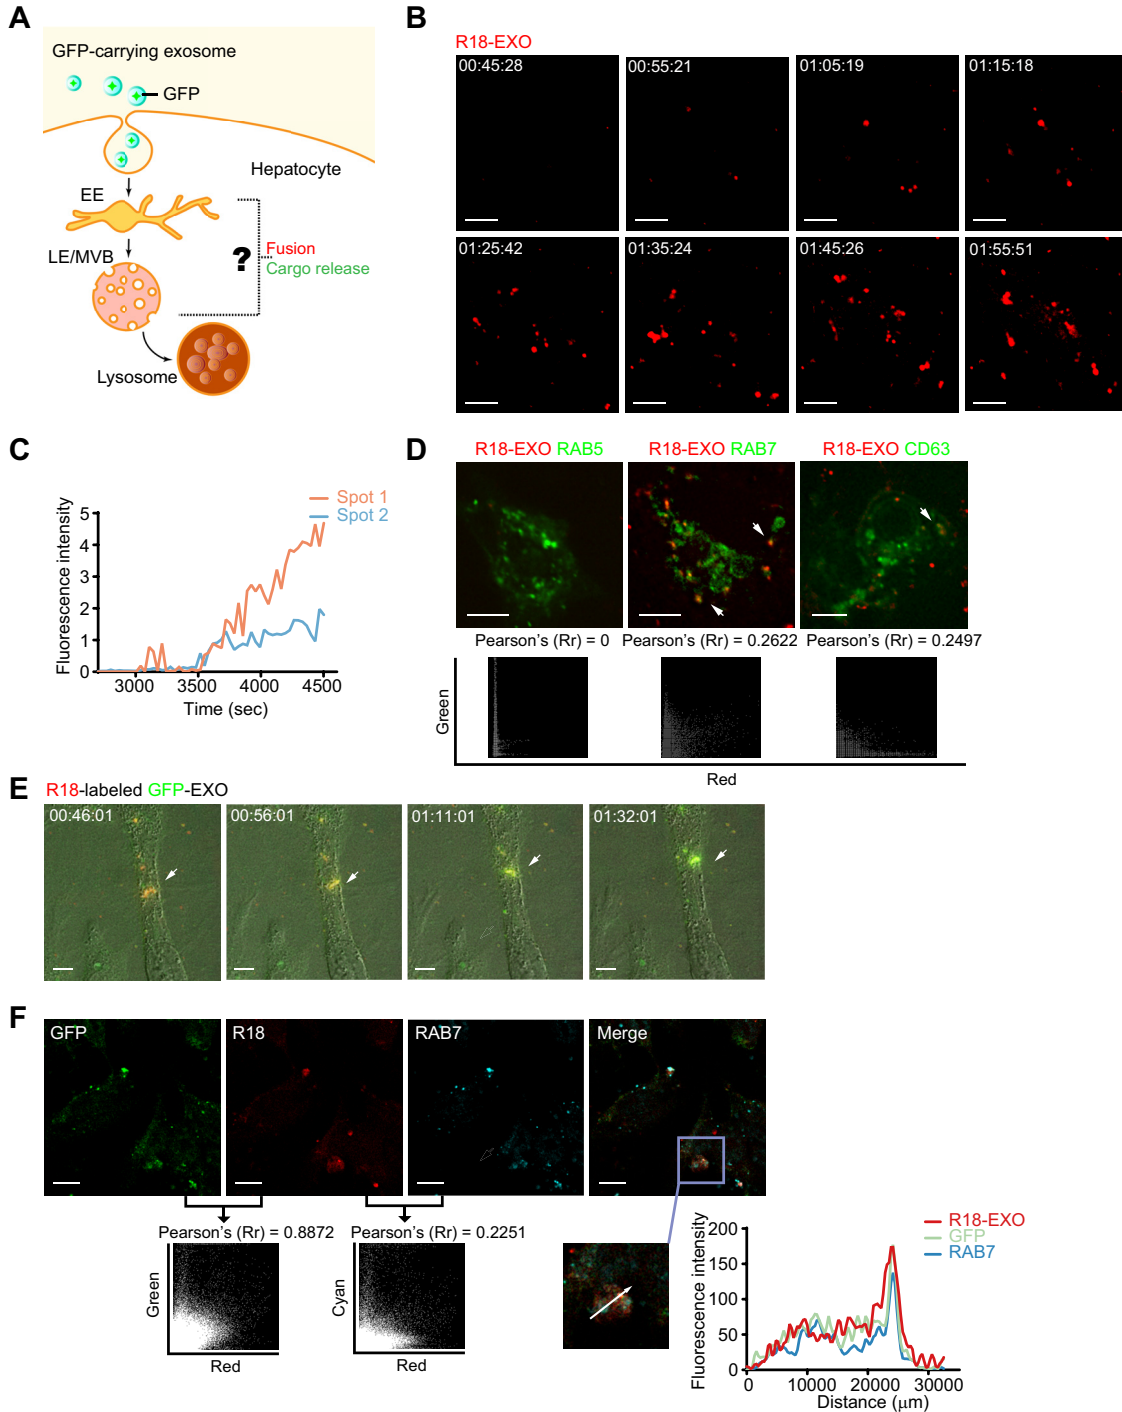 A
GFP-carrying exosome
GFP
Hepatocyte
EE
LE/MVB
?
Fusion
Cargo release
Lysosome
B
R18-EXO
00:45:28
00:55:21
01:05:19
01:15:18
01:25:42
01:35:24
01:45:26
01:55:51
C
Fluorescence intensity
5
4
3
2
1
0
Spot 1
Spot 2
3000 3500 4000 4500
Time (sec)
D
R18-EXO RAB5
R18-EXO RAB7
R18-EXO CD63
Pearson's (Rr) = 0
Pearson's (Rr) = 0.2622
Pearson's (Rr) = 0.2497
Green
Red
E
R18-labeled GFP-EXO
00:46:01
00:56:01
01:11:01
01:32:01
F
GFP
R18
RAB7
Merge
Pearson's (Rr) = 0.8872
Pearson's (Rr) = 0.2251
Green
Red
Cyan
Red
Fluorescence intensity
200
150
100
50
0
R18-EXO
GFP
RAB7
0 10000 20000 30000
Distance (μm)